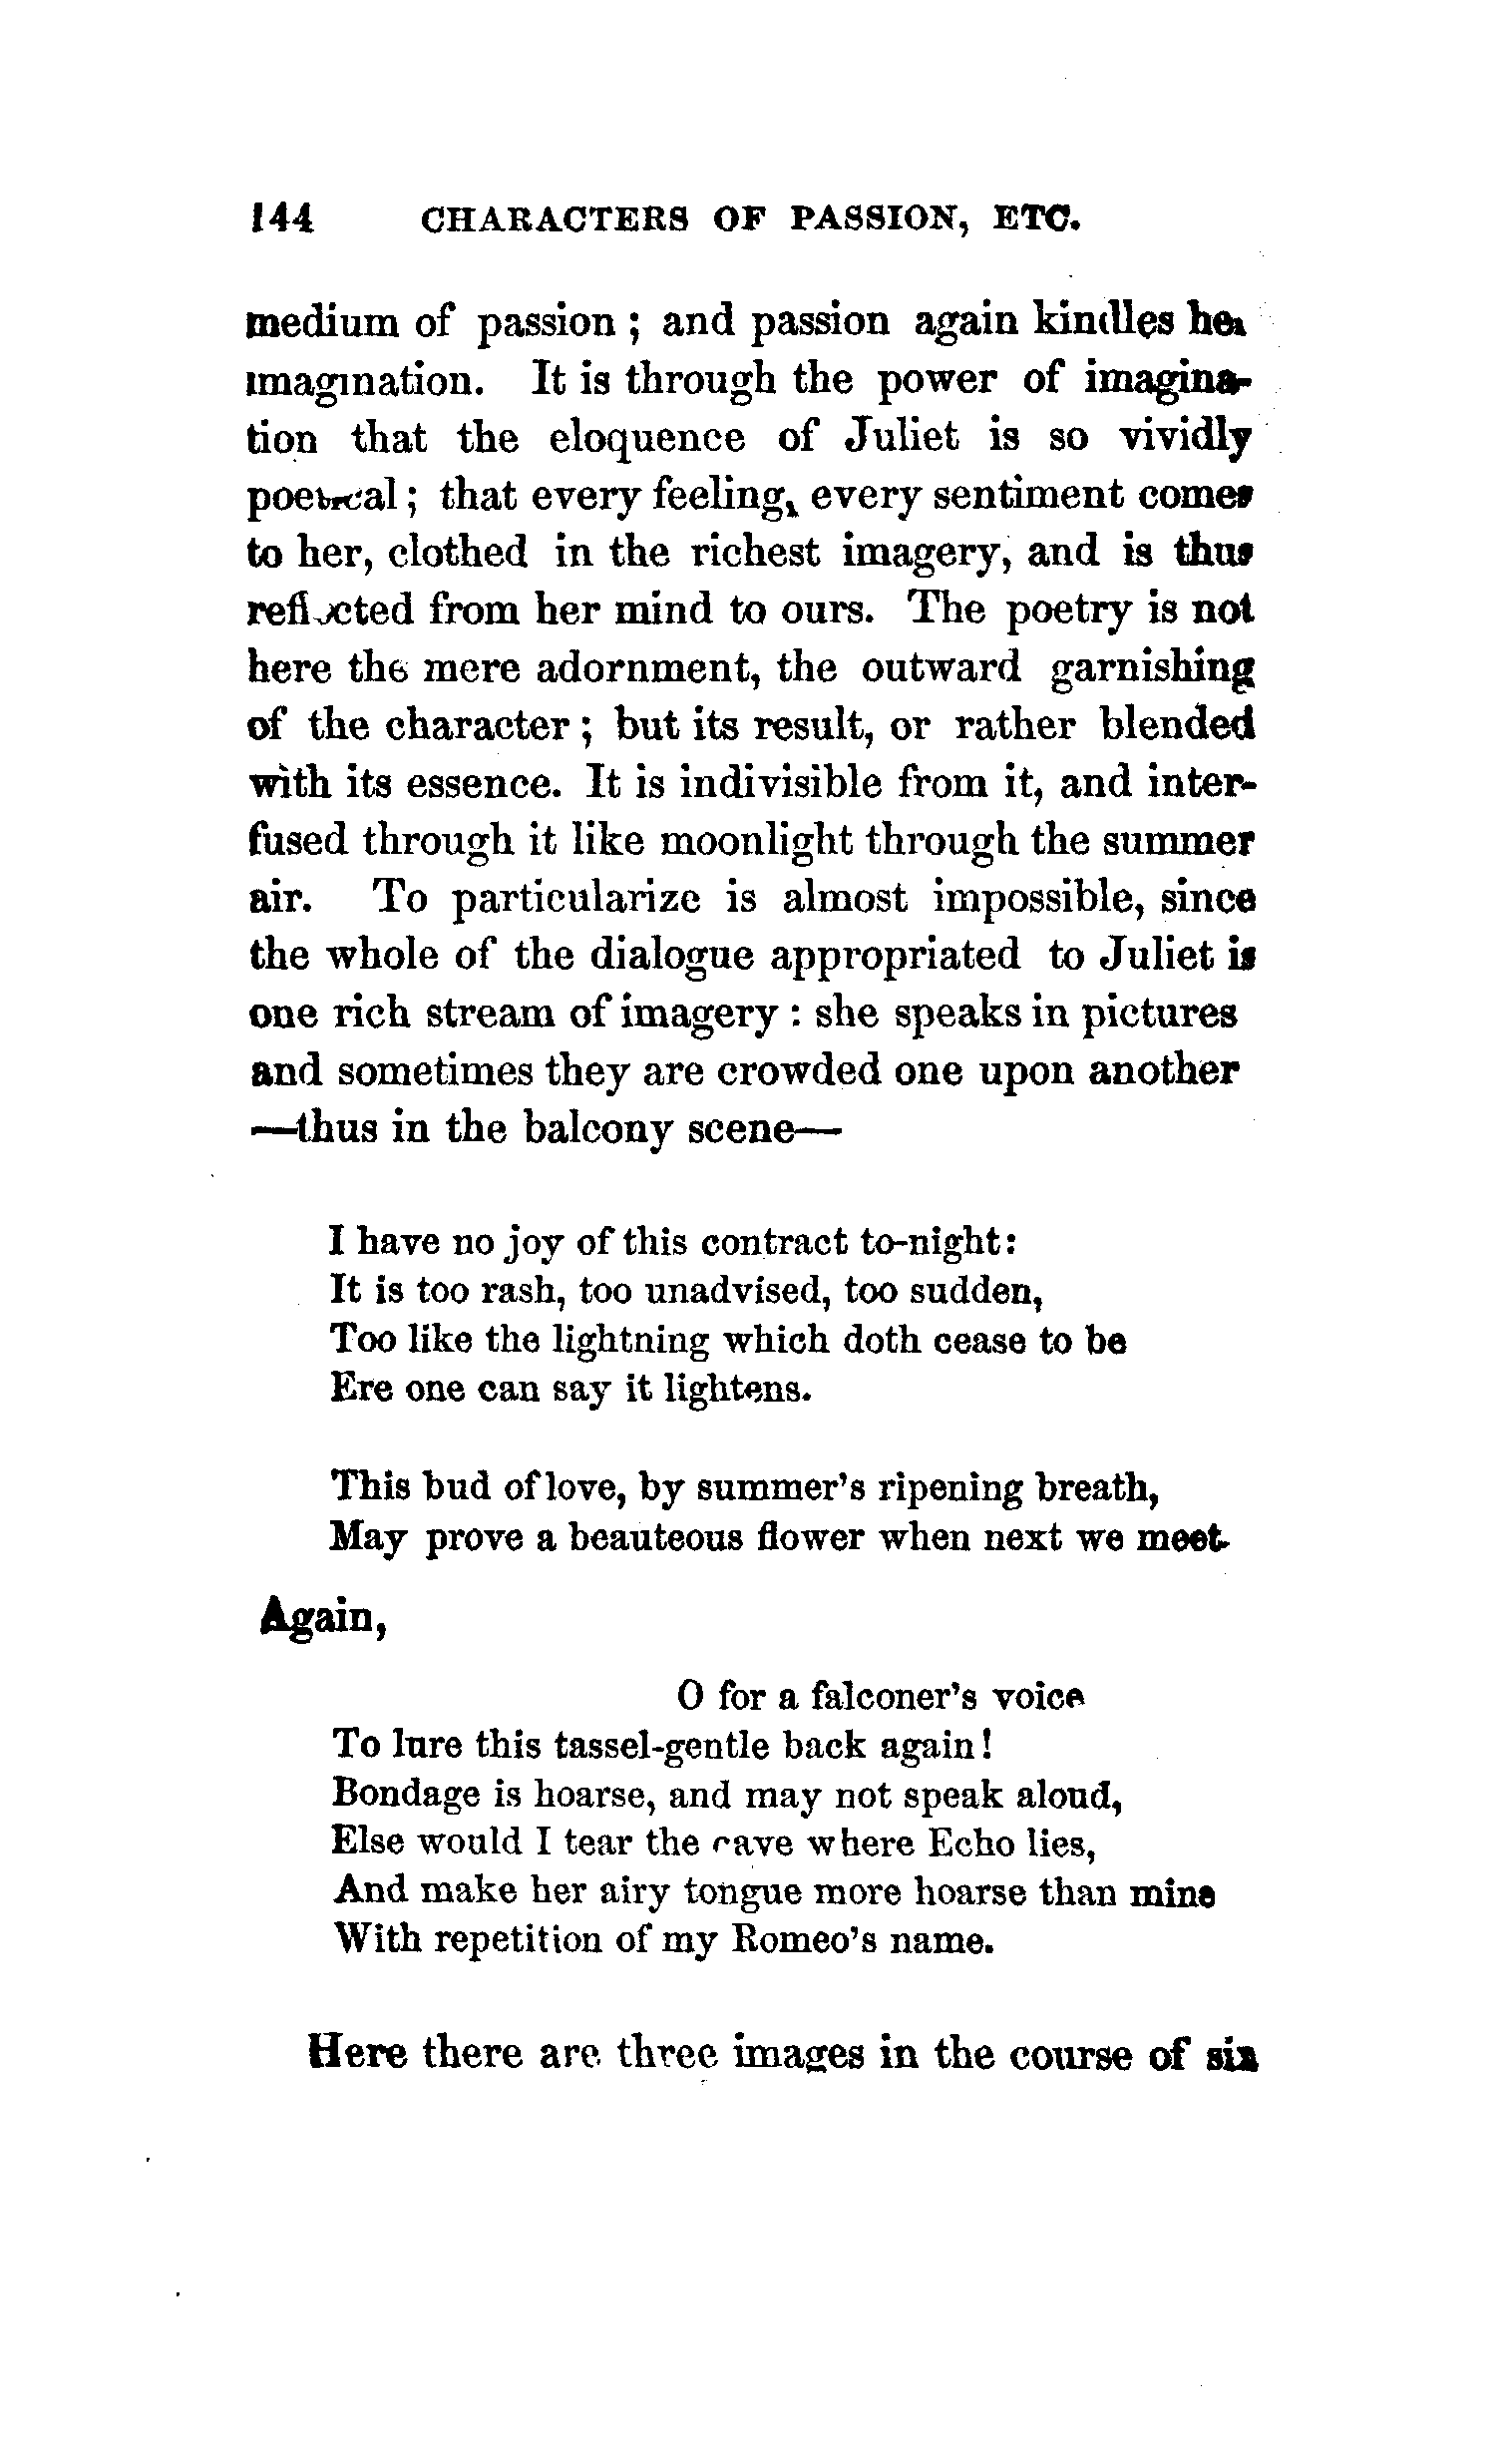 144 CHARACTERS OF PASSION, ETC.
medium of passion ; and passion again kindles her
imagination. It is through the power of imagina-
tion that the eloquence of Juliet is so vividly
poetical ; that every feeling, every sentiment comes
to her, clothed in the richest imagery, and is thus
reflected from her mind to ours. The poetry is not
here the mere adornment, the outward garnishing
of the character ; but its result, or rather blended
with its essence. It is indivisible from it, and inter-
fused through it like moonlight through the summer
air. To particularize is almost impossible, since
the whole of the dialogue appropriated to Juliet is
one rich stream of imagery : she speaks in pictures
and sometimes they are crowded one upon another
—thus in the balcony scene—
I have no joy of this contract to-night:
It is too rash, too unadvised, too sudden,
Too like the lightning which doth cease to be
Ere one can say it lightens.
This bud of love, by summer's ripening breath,
May prove a beauteous flower when next we meet.
Again,
O for a falconer's voice
To lure this tassel-gentle back again!
Bondage is hoarse, and may not speak aloud,
Else would I tear the cave where Echo lies,
And make her airy tongue more hoarse than mine
With repetition of my Romeo's name.
Here there are three images in the course of six